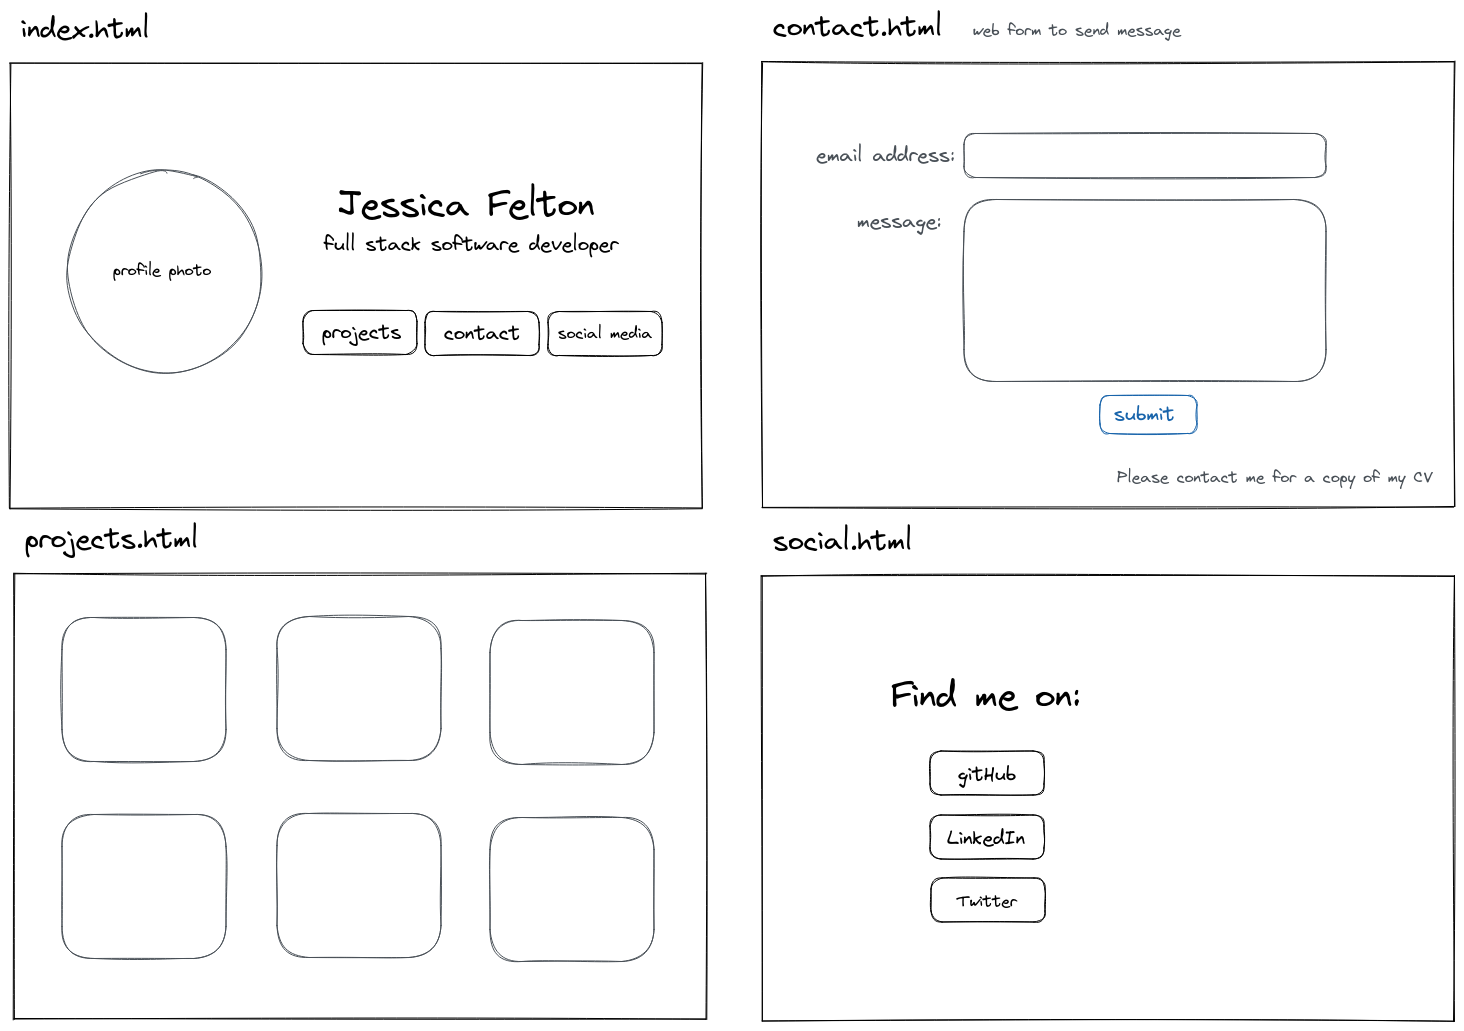 index.html
profile photo
Jessica Felton
full stack software developer
projects
contact
social media
contact.html
web form to send message
email address:
message:
submit
Please contact me for a copy of my CV
projects.html
social.html
Find me on:
gitHub
LinkedIn
Twitter